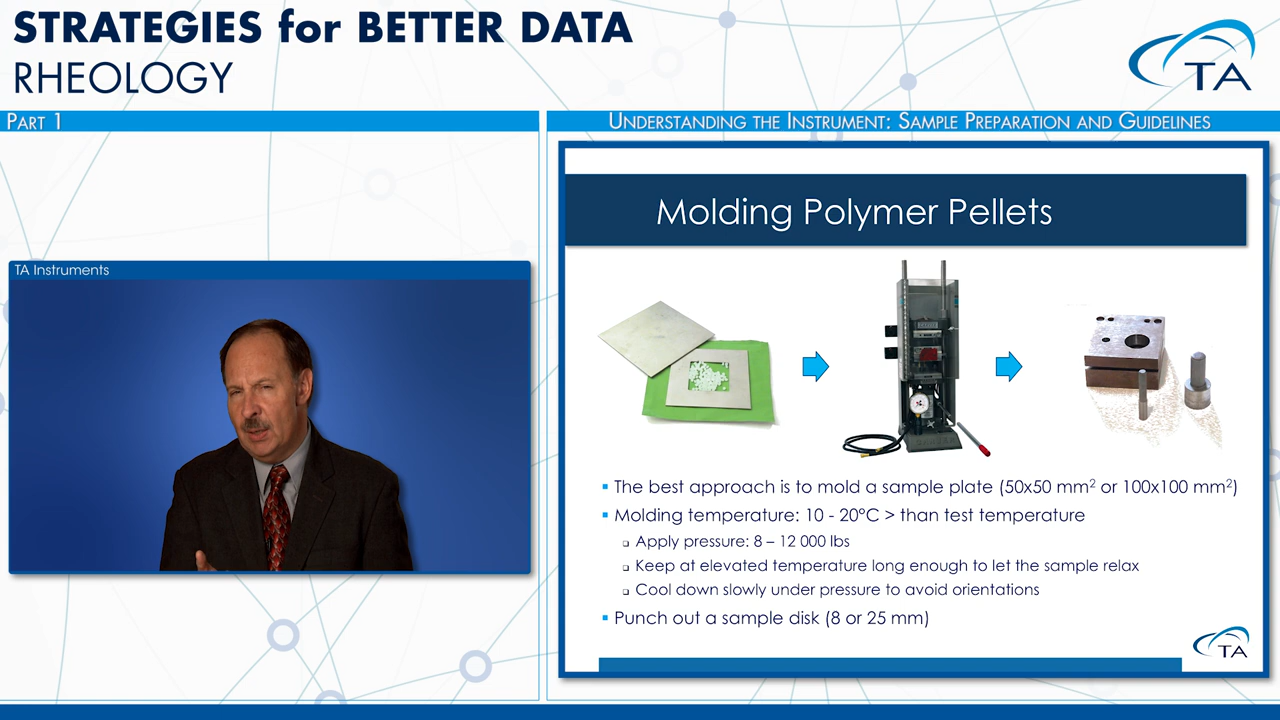 STRATEGIES for BETTER DATA
RHEOLOGY
TA
PART 1
UNDERSTANDING THE INSTRUMENT: SAMPLE PREPARATION AND GUIDELINES
TA Instruments
Molding Polymer Pellets
▪ The best approach is to mold a sample plate (50x50 mm² or 100x100 mm²)
▪ Molding temperature: 10 - 20°C > than test temperature
❑ Apply pressure: 8 – 12 000 lbs
❑ Keep at elevated temperature long enough to let the sample relax
❑ Cool down slowly under pressure to avoid orientations
▪ Punch out a sample disk (8 or 25 mm)
TA